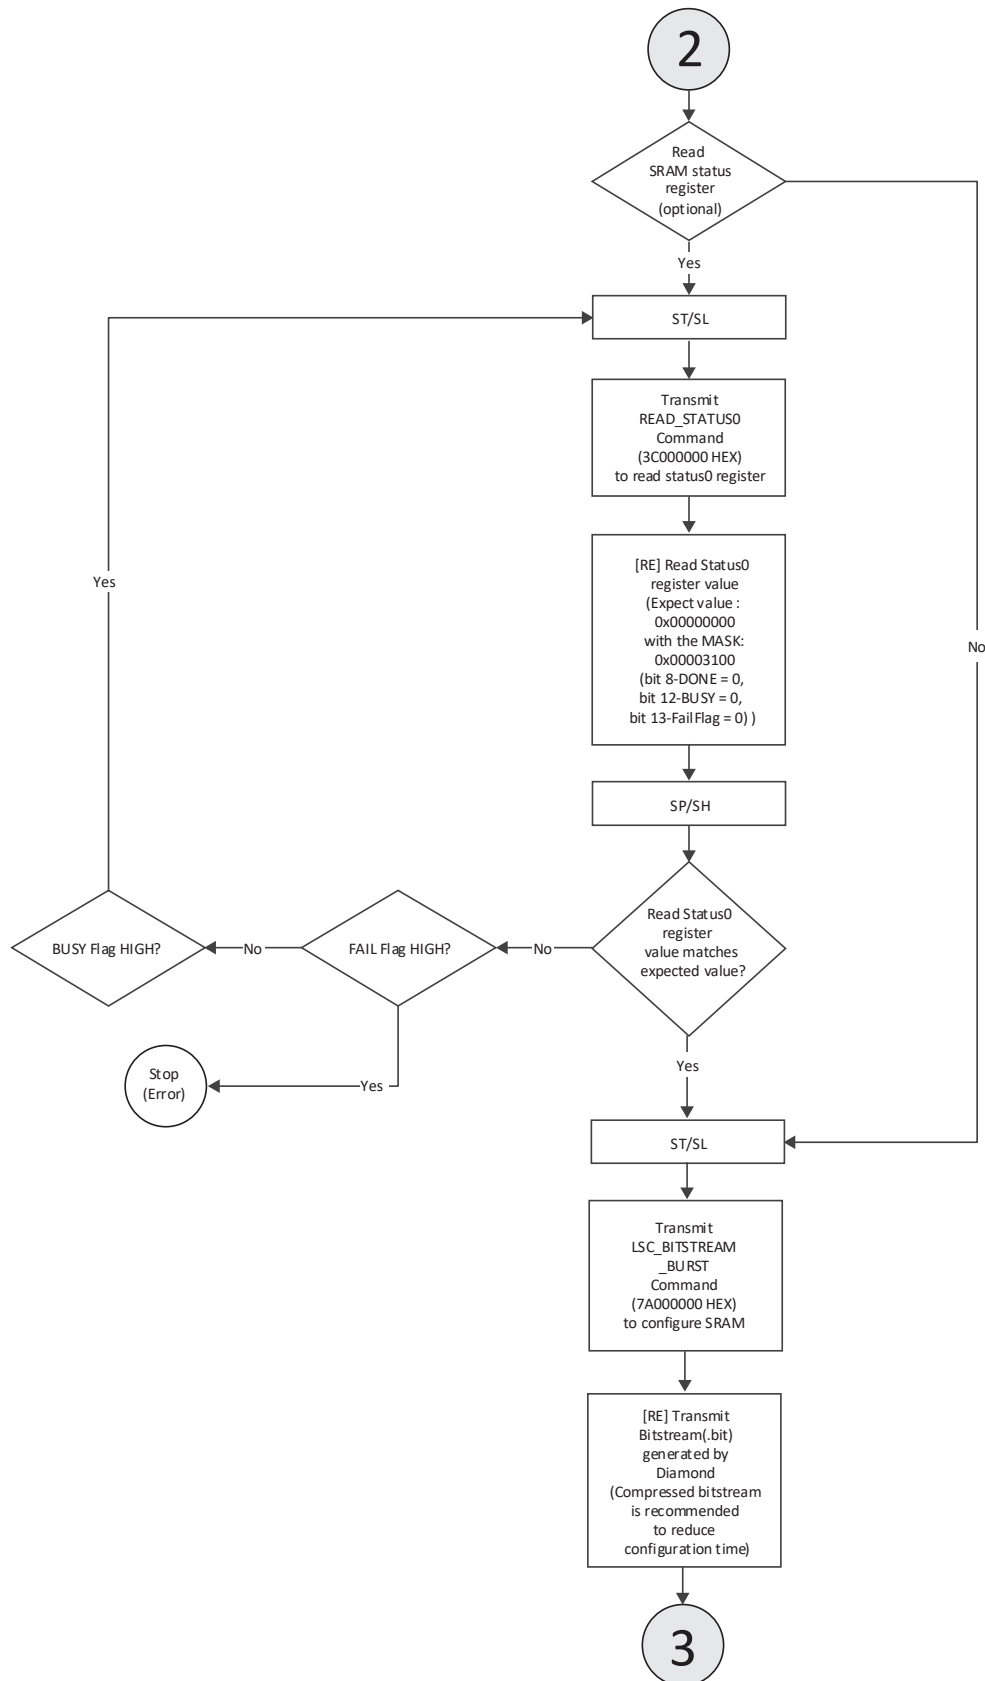 2
Read
SRAM status
register
(optional)
Yes
ST/SL
Transmit
READ_STATUS0
Command
(3C000000 HEX)
to read status0 register
Yes
[RE] Read Status0
register value
(Expect value :
0x00000000
with the MASK:
0x00003100
(bit 8-DONE = 0,
bit 12-BUSY = 0,
bit 13-Fail Flag = 0) )
No
SP/SH
Read Status0
register
value matches
expected value?
No
FAIL Flag HIGH?
No
BUSY Flag HIGH?
Yes
Stop
(Error)
Yes
ST/SL
Transmit
LSC_BITSTREAM
_BURST
Command
(7A000000 HEX)
to configure SRAM
[RE] Transmit
Bitstream(.bit)
generated by
Diamond
(Compressed bitstream
is recommended
to reduce
configuration time)
3